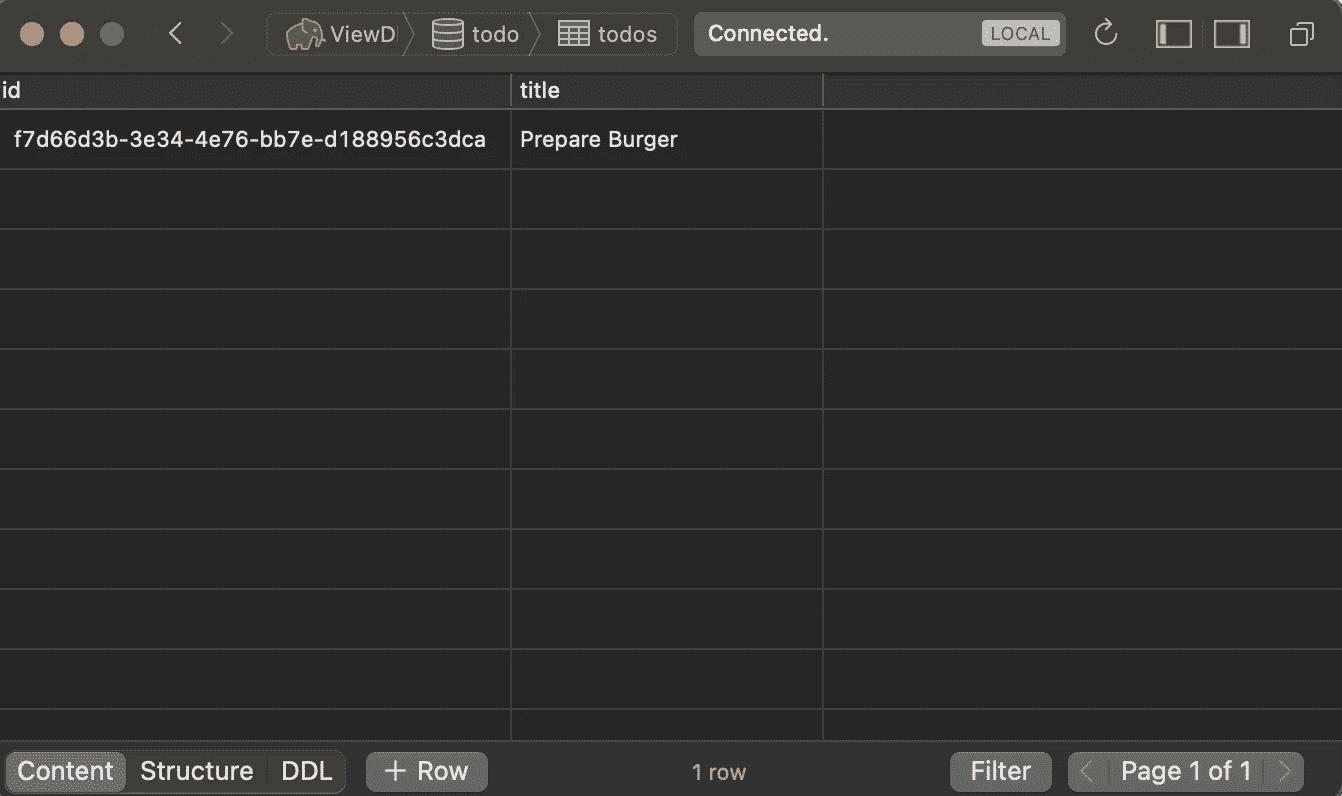 ViewD todo todos Connected. LOCAL
id title
f7d66d3b-3e34-4e76-bb7e-d188956c3dca Prepare Burger
Content Structure DDL + Row 1 row Filter Page 1 of 1